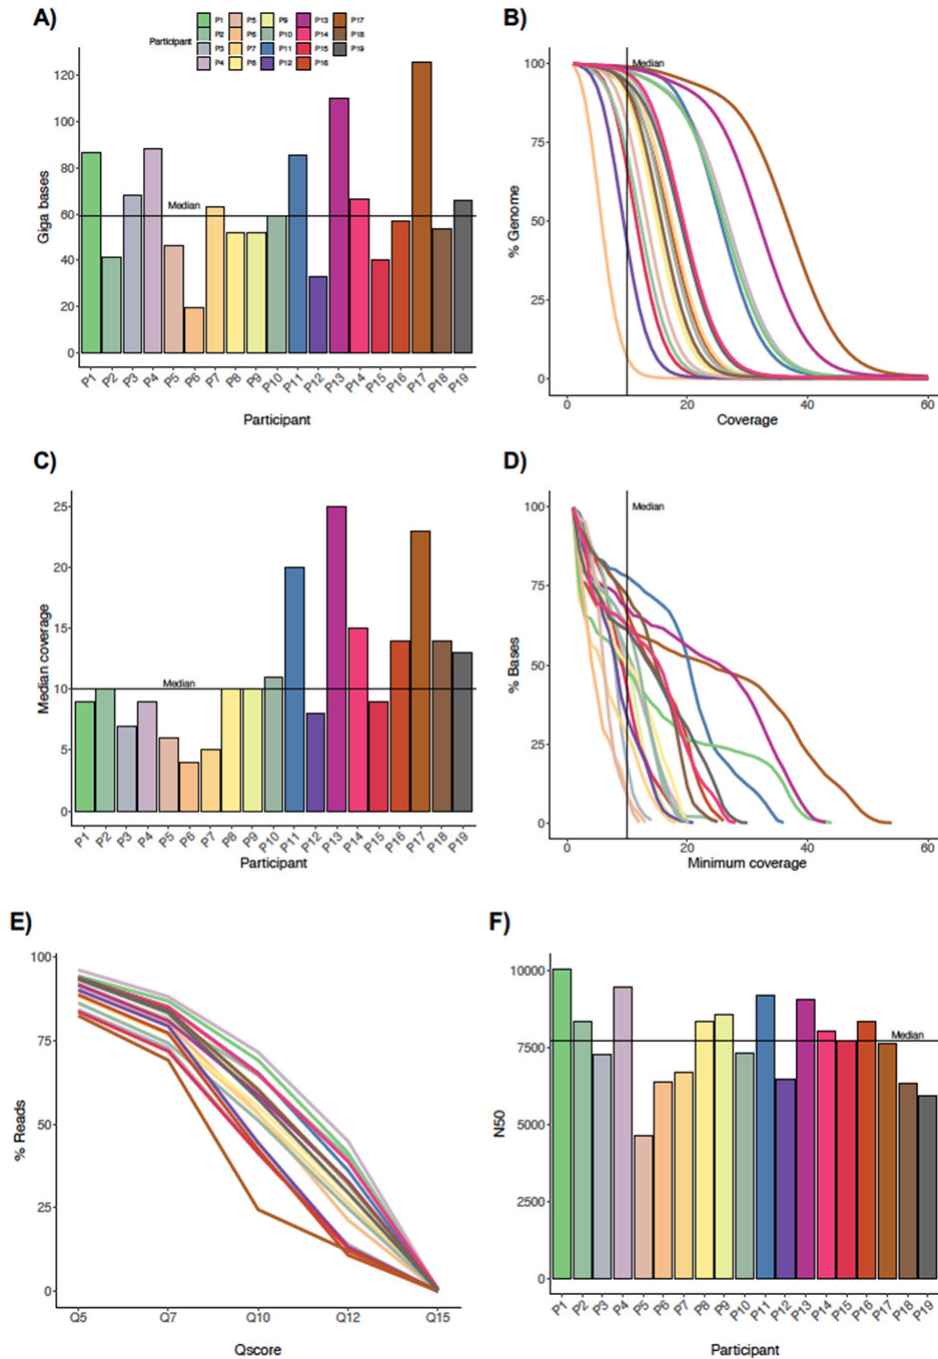 A)
Participant
P1 P5 P9 P13 P17
P2 P6 P10 P14 P18
P3 P7 P11 P15 P19
P4 P8 P12 P16
Giga bases
120
100
80
60
40
20
0
Median
P1 P2 P3 P4 P5 P6 P7 P8 P9 P10 P11 P12 P13 P14 P15 P16 P17 P18 P19
Participant
B)
% Genome
100
75
50
25
0
Median
0 20 40 60
Coverage
C)
Median coverage
25
20
15
10
5
0
Median
P1 P2 P3 P4 P5 P6 P7 P8 P9 P10 P11 P12 P13 P14 P15 P16 P17 P18 P19
Participant
D)
% Bases
100
75
50
25
0
Median
0 20 40 60
Minimum coverage
E)
% Reads
100
75
50
25
0
Q5 Q7 Q10 Q12 Q15
Qscore
F)
N50
10000
7500
5000
2500
0
Median
P1 P2 P3 P4 P5 P6 P7 P8 P9 P10 P11 P12 P13 P14 P15 P16 P17 P18 P19
Participant